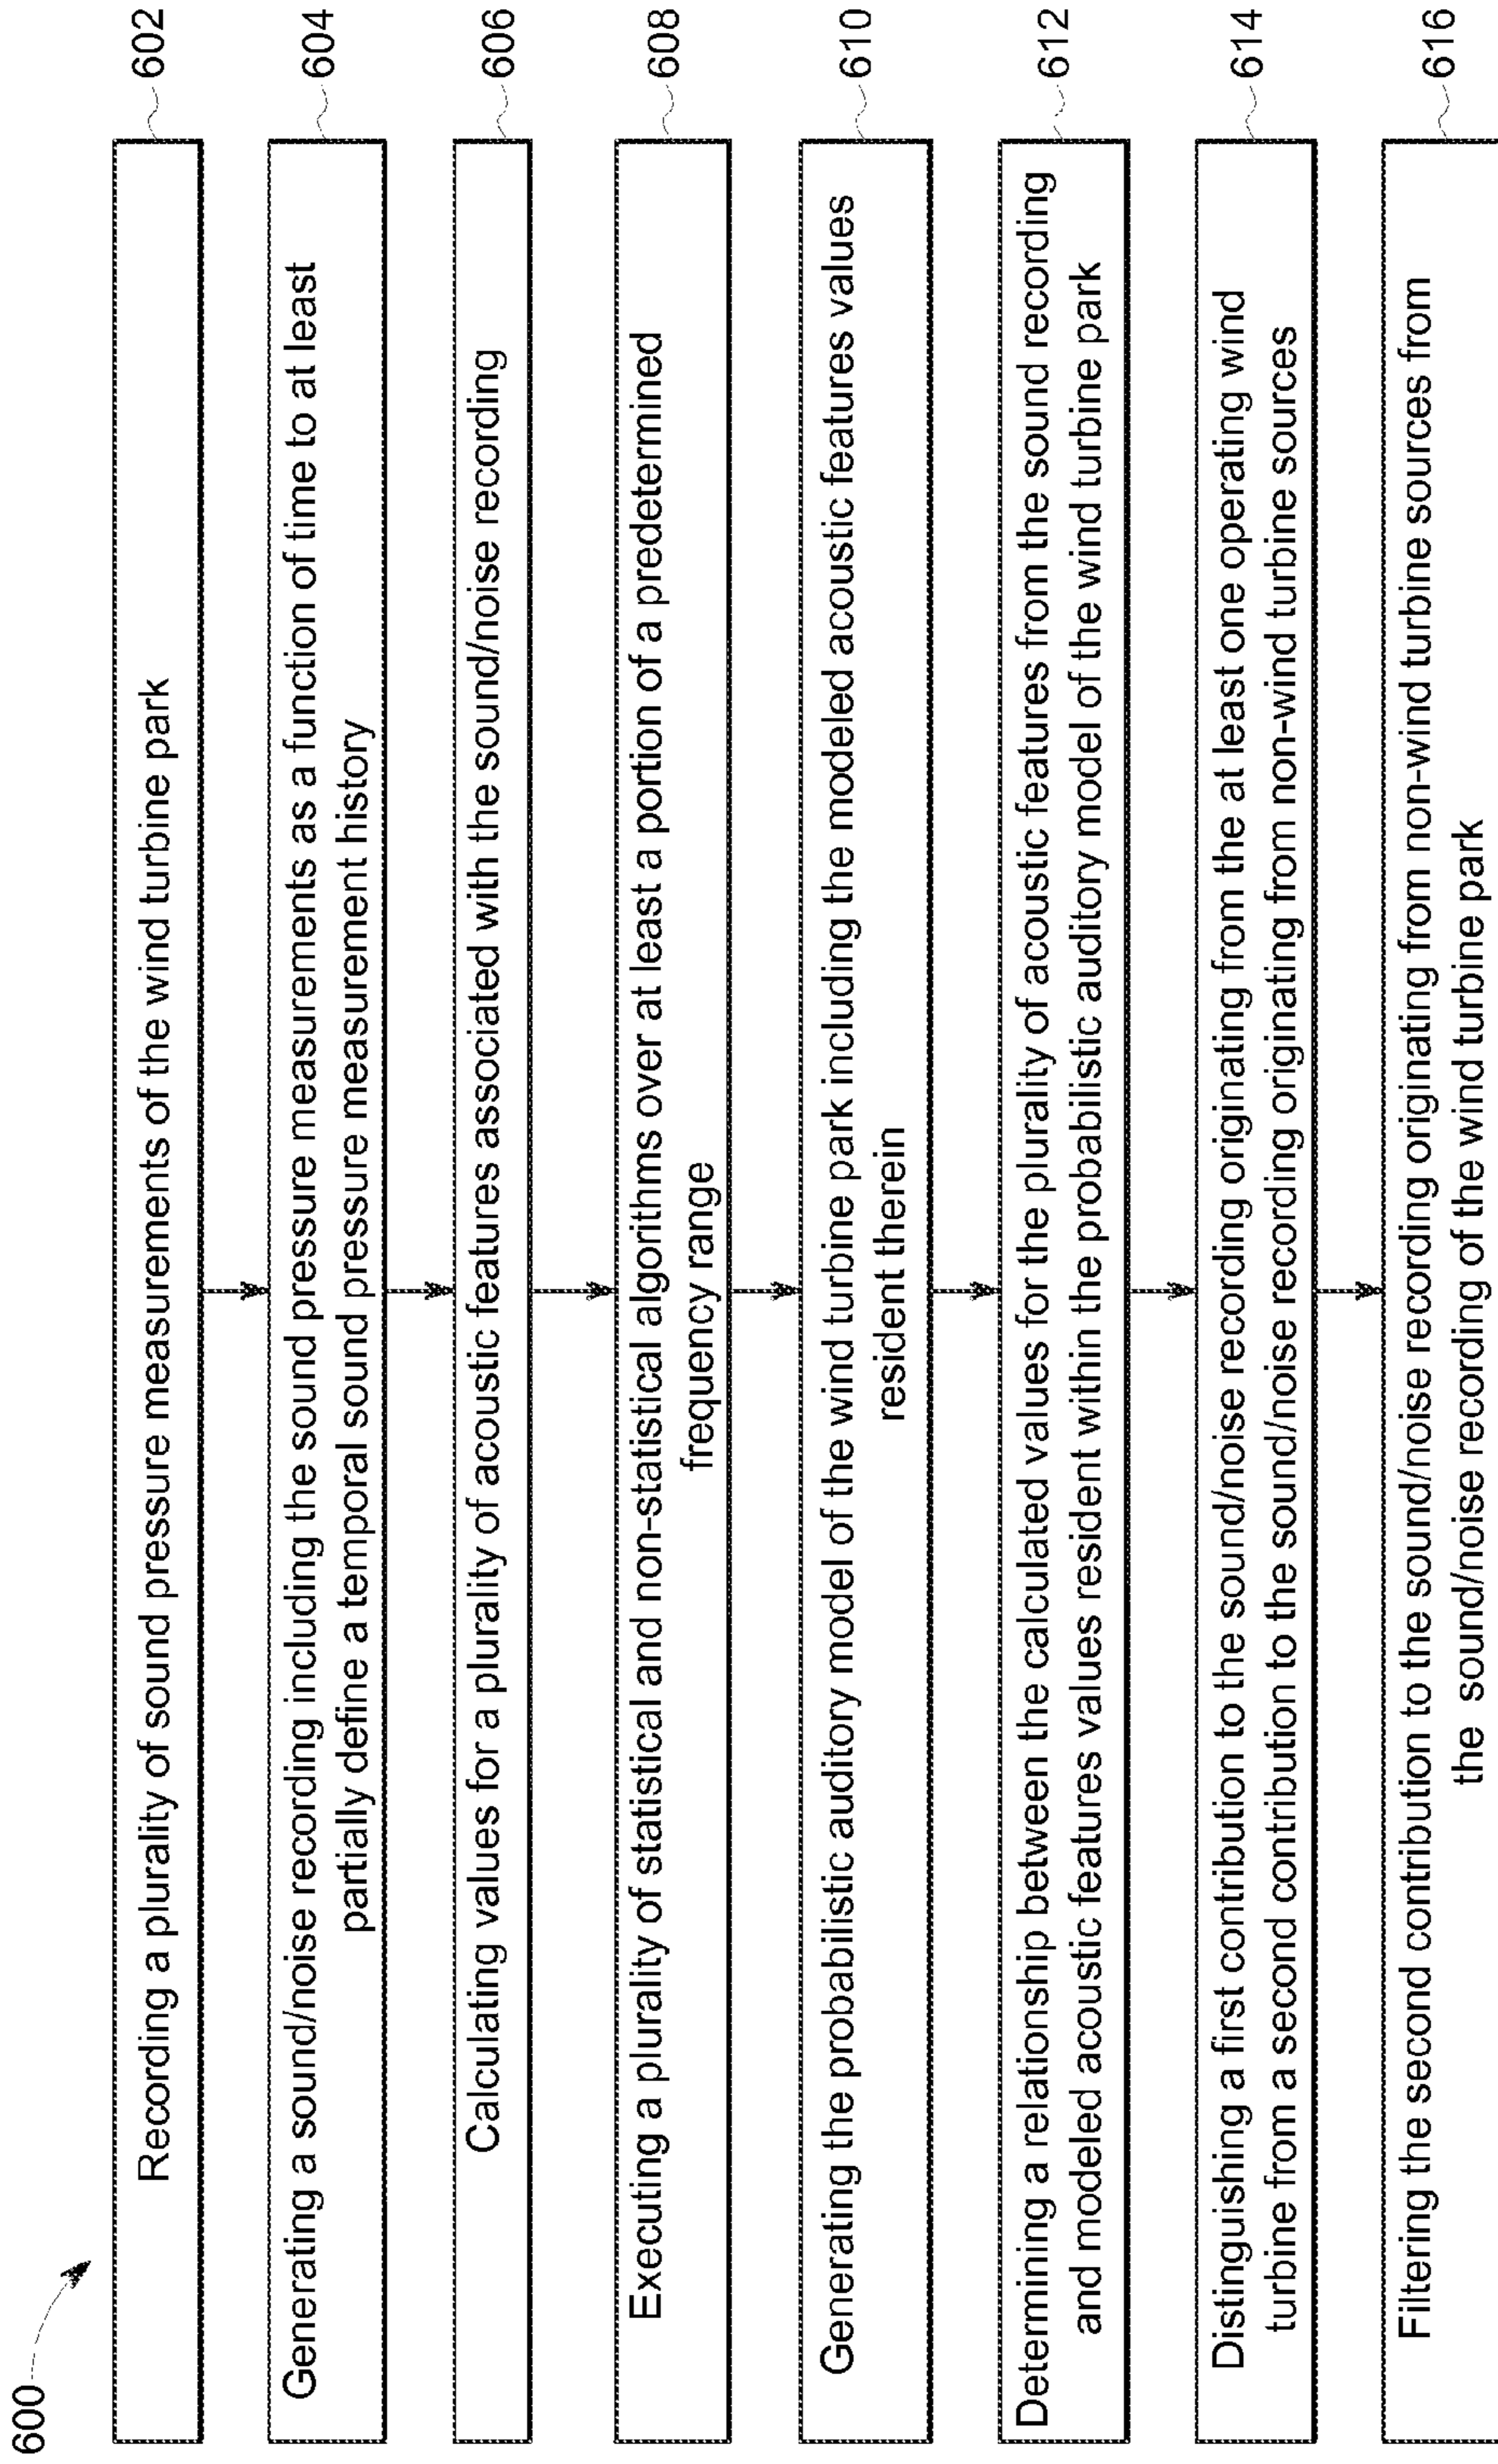 600
Recording a plurality of sound pressure measurements of the wind turbine park
602
Generating a sound/noise recording including the sound pressure measurements as a function of time to at least
partially define a temporal sound pressure measurement history
604
Calculating values for a plurality of acoustic features associated with the sound/noise recording
606
Executing a plurality of statistical and non-statistical algorithms over at least a portion of a predetermined
frequency range
608
Generating the probabilistic auditory model of the wind turbine park including the modeled acoustic features values
resident therein
610
Determining a relationship between the calculated values for the plurality of acoustic features from the sound recording
and modeled acoustic features values resident within the probabilistic auditory model of the wind turbine park
612
Distinguishing a first contribution to the sound/noise recording originating from the at least one operating wind
turbine from a second contribution to the sound/noise recording originating from non-wind turbine sources
614
Filtering the second contribution to the sound/noise recording originating from non-wind turbine sources from
the sound/noise recording of the wind turbine park
616